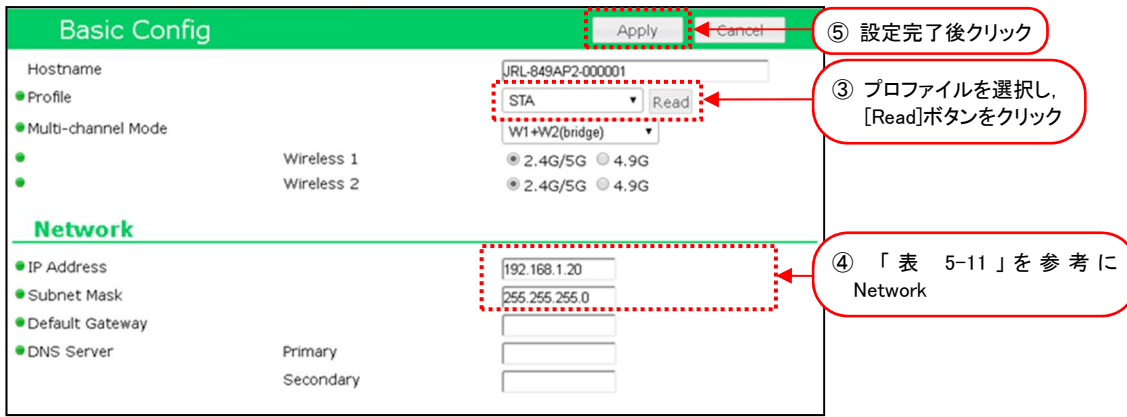 Basic Config
Apply
Cancel
⑤ 設定完了後クリック
Hostname
JRL-849AP2-000001
Profile
STA
Read
③ プロファイルを選択し,
[Read]ボタンをクリック
Multi-channel Mode
W1+W2(bridge)
Wireless 1
2.4G/5G
4.9G
Wireless 2
2.4G/5G
4.9G
Network
IP Address
192.168.1.20
④ 「表 5-11」を参考に
Network
Subnet Mask
255.255.255.0
Default Gateway
DNS Server
Primary
Secondary